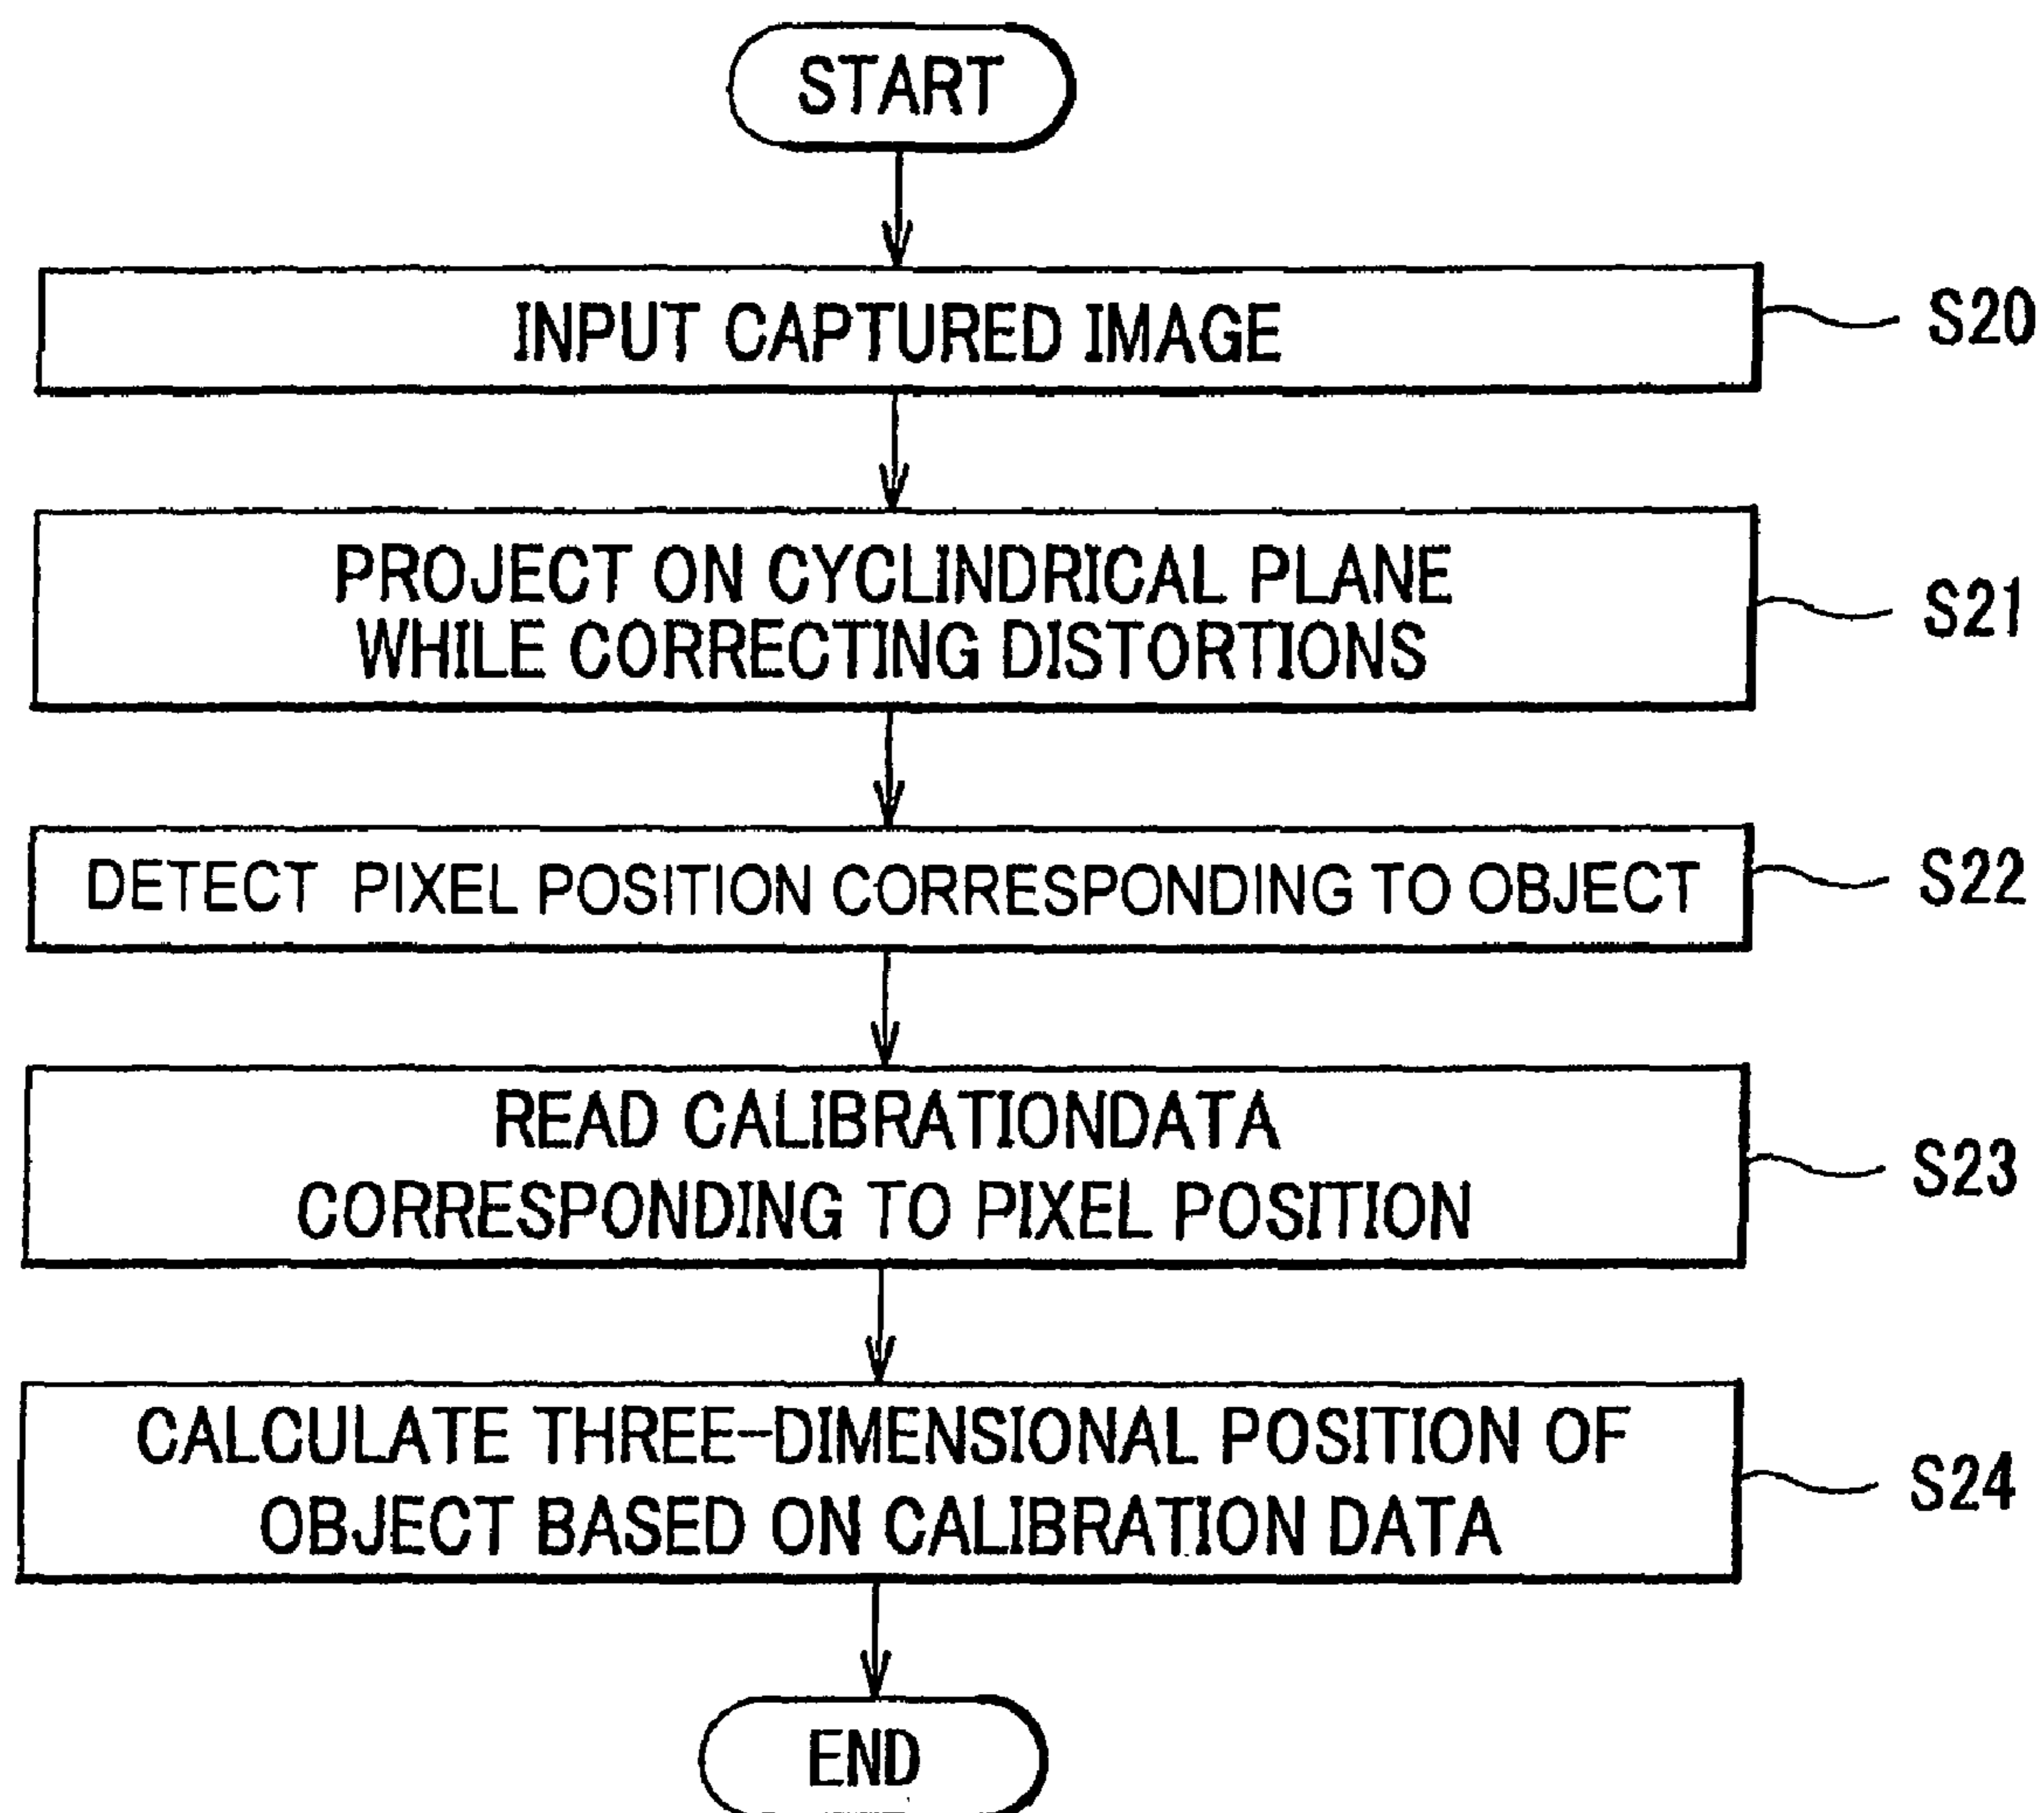 START
INPUT CAPTURED IMAGE
S20
PROJECT ON CYCLINDRICAL PLANE
WHILE CORRECTING DISTORTIONS
S21
DETECT PIXEL POSITION CORRESPONDING TO OBJECT
S22
READ CALIBRATIONDATA
CORRESPONDING TO PIXEL POSITION
S23
CALCULATE THREE-DIMENSIONAL POSITION OF
OBJECT BASED ON CALIBRATION DATA
S24
END